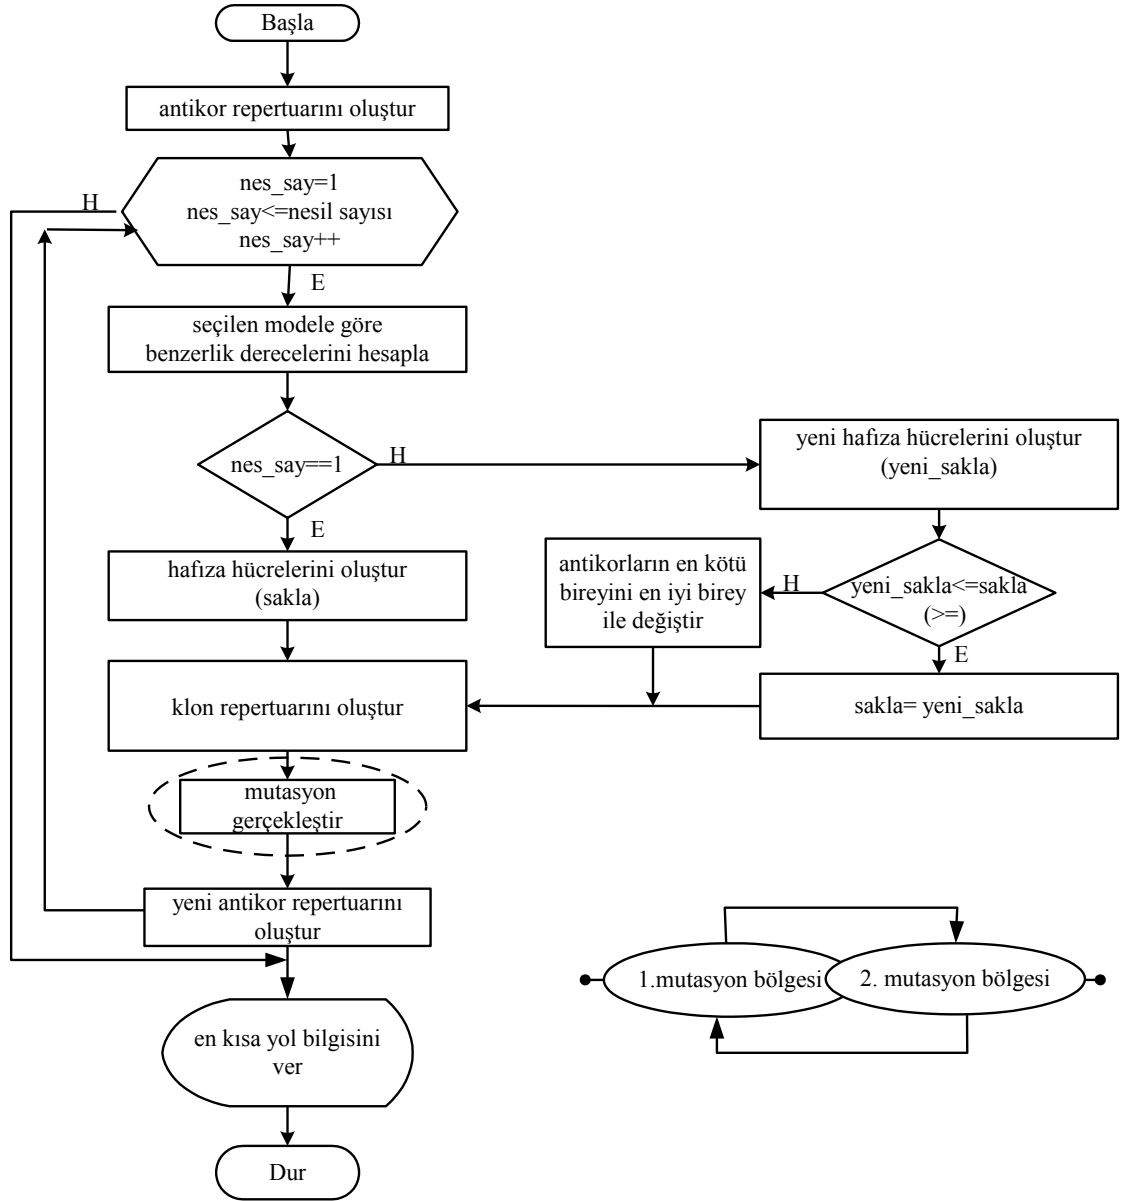 Başla
antikor repertuarını oluştur
nes_say=1
nes_say<=nesil sayısı
nes_say++
H
E
seçilen modele göre
benzerlik derecelerini hesapla
nes_say==1
H
E
yeni hafıza hücrelerini oluştur
(yeni_sakla)
yeni_sakla<=sakla
(>=)
H
E
antikorların en kötü
bireyini en iyi birey
ile değiştir
sakla= yeni_sakla
hafıza hücrelerini oluştur
(sakla)
klon repertuarını oluştur
mutasyon
gerçekleştir
yeni antikor repertuarını
oluştur
1.mutasyon bölgesi
2. mutasyon bölgesi
en kısa yol bilgisini
ver
Dur